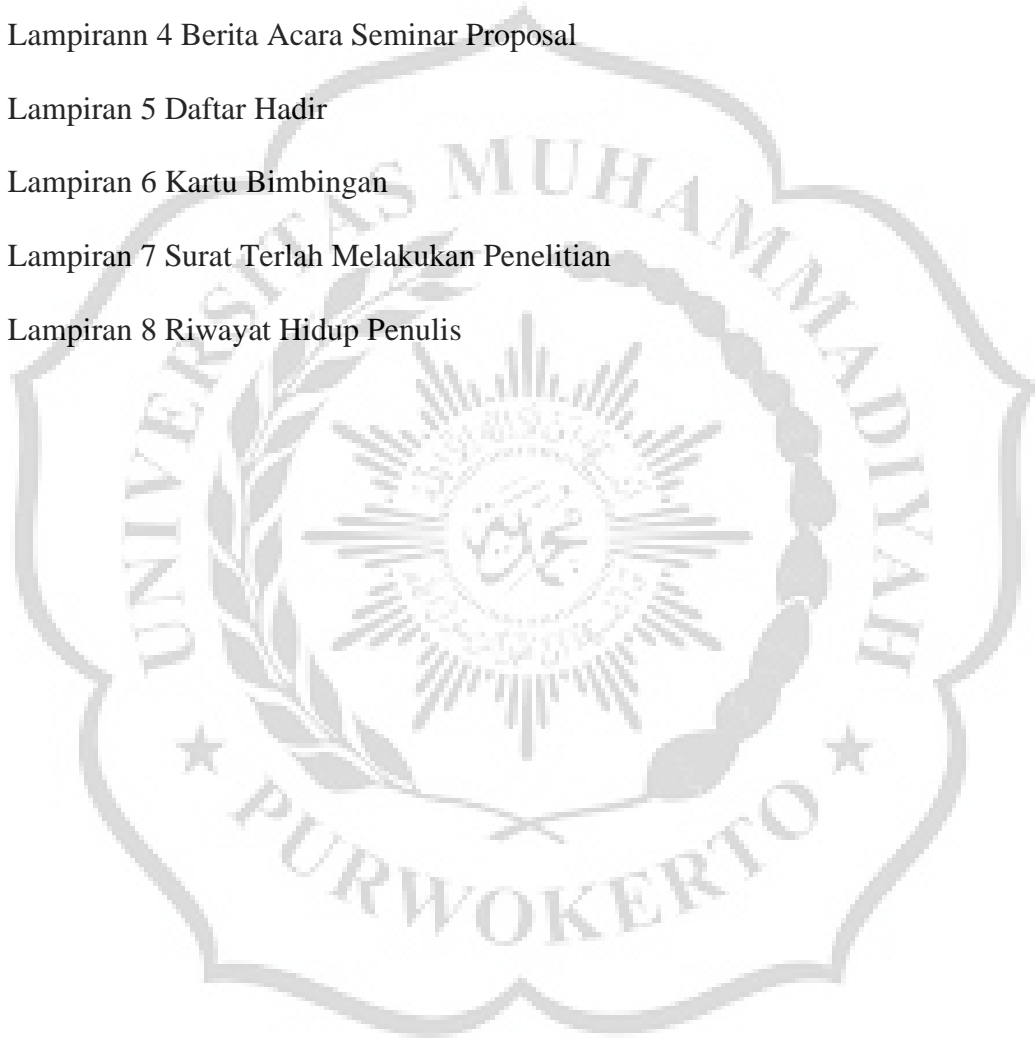 Lampirann 4 Berita Acara Seminar Proposal
Lampiran 5 Daftar Hadir
Lampiran 6 Kartu Bimbingan
Lampiran 7 Surat Terlah Melakukan Penelitian
Lampiran 8 Riwayat Hidup Penulis
UNIVERSITAS MUHAMMADIYAH
PURWOKERTO